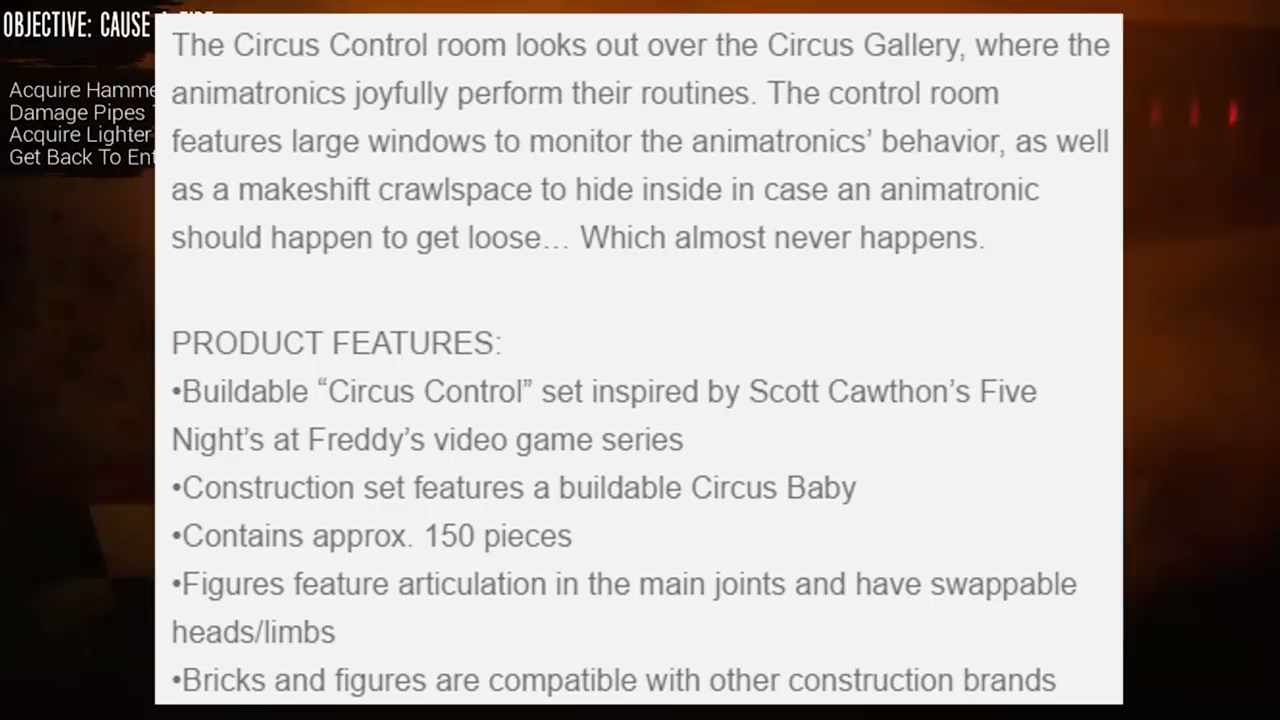 OBJECTIVE: CAUSE
Acquire
Damage Pipes
Acquire Lighter
Get Back To
The Circus Control room looks out over the Circus Gallery, where the
animatronics joyfully perform their routines. The control room
features large windows to monitor the animatronics’ behavior, as well
as a makeshift crawlspace to hide inside in case an animatronic
should happen to get loose... Which almost never happens.
PRODUCT FEATURES:
•Buildable “Circus Control” set inspired by Scott Cawthon’s Five
Night’s at Freddy’s video game series
•Construction set features a buildable Circus Baby
•Contains approx. 150 pieces
•Figures feature articulation in the main joints and have swappable
heads/limbs
•Bricks and figures are compatible with other construction brands